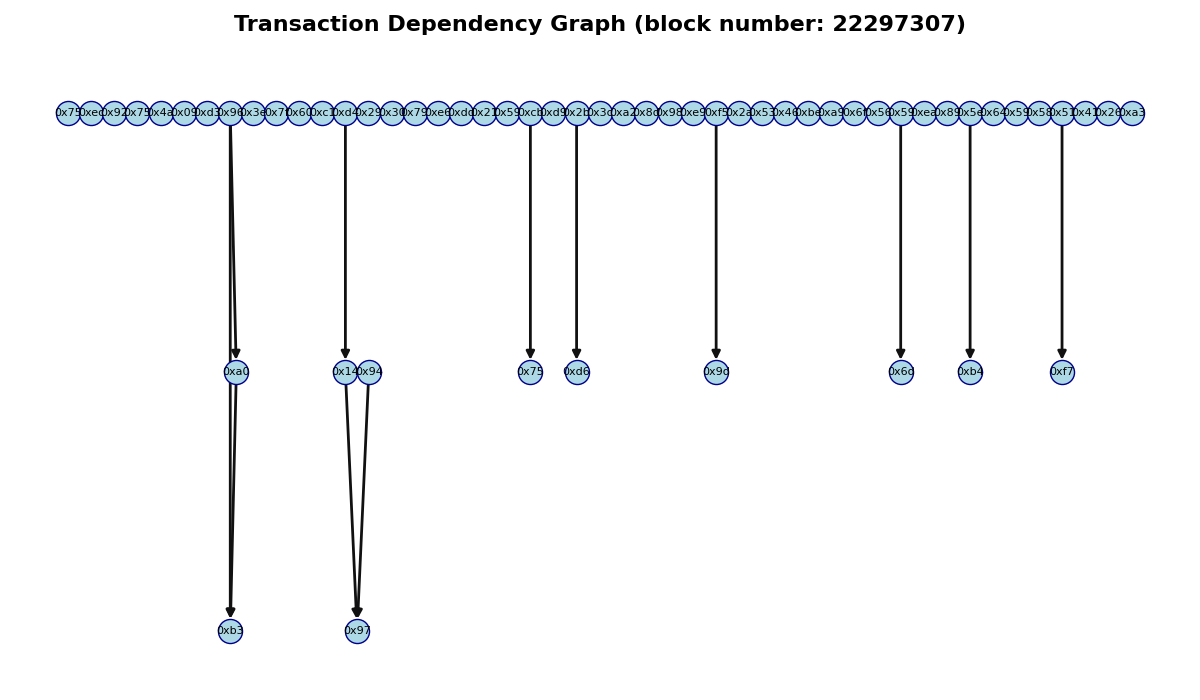 Transaction Dependency Graph (block number: 22297307)
0x75 0xec 0x92 0x75 0x4a 0x09 0xd3 0x96 0x3e 0x7f 0x60 0xc1 0xd4 0x29 0x30 0x79 0xe6 0xdd 0x21 0x59 0xcb 0xd9 0x2b 0x3c 0xa2 0x8d 0x98 0xe9 0xf5 0x2a 0x53 0x46 0xbe 0xa9 0x6f 0x56 0x59 0xea 0x89 0x5e 0x64 0x59 0x58 0x51 0x41 0x26 0xa3
0xa0 0x14 0x94 0x75 0xd6 0x9d 0x6d 0xb4 0xf7
0xb3 0x97